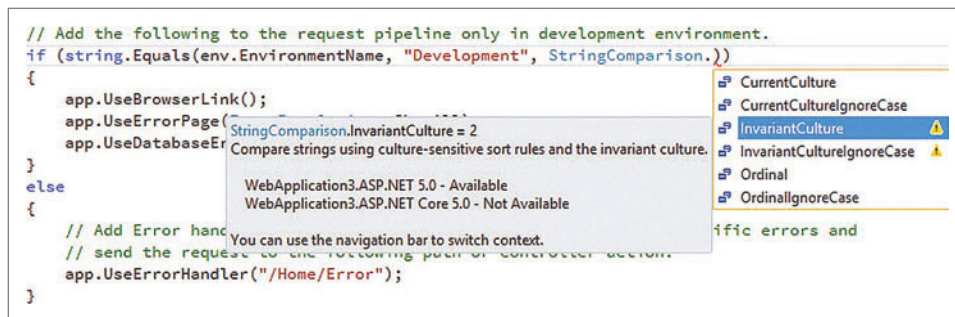 // Add the following to the request pipeline only in development environment.
if (string.Equals(env.EnvironmentName, "Development", StringComparison.))
{
app.UseBrowserLink();
app.UseErrorPage(
app.UseDatabaseEr
}
else
{
// Add Error hand ific errors and
// send the request to the following path or controller action.
app.UseErrorHandler("/Home/Error");
}
StringComparison.InvariantCulture = 2
Compare strings using culture-sensitive sort rules and the invariant culture.
WebApplication3.ASP.NET 5.0 - Available
WebApplication3.ASP.NET Core 5.0 - Not Available
You can use the navigation bar to switch context.
CurrentCulture
CurrentCultureIgnoreCase
InvariantCulture
InvariantCultureIgnoreCase
Ordinal
OrdinalIgnoreCase